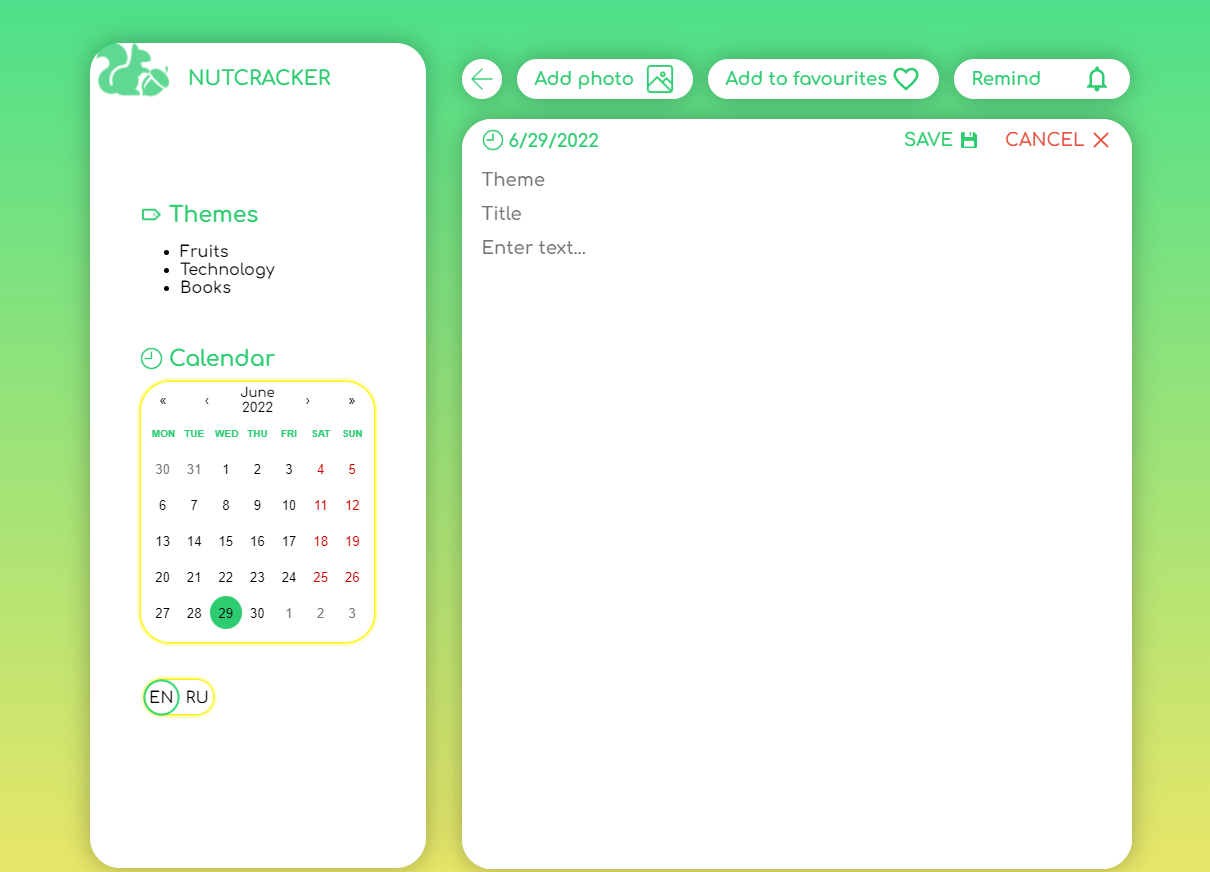 NUTCRACKER
Themes
Fruits
Technology
Books
Calendar
« ‹ June 2022 › »
MON TUE WED THU FRI SAT SUN
30 31 1 2 3 4 5
6 7 8 9 10 11 12
13 14 15 16 17 18 19
20 21 22 23 24 25 26
27 28 29 30 1 2 3
EN RU
Add photo Add to favourites Remind
6/29/2022 SAVE CANCEL
Theme
Title
Enter text...